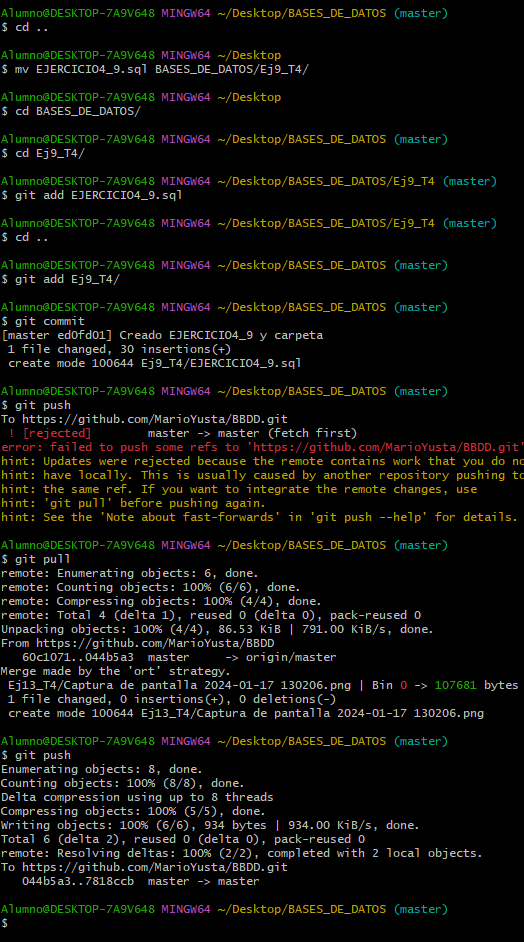 Alumno@DESKTOP-7A9V648 MINGW64 ~/Desktop/BASES_DE_DATOS (master)
$ cd ..
Alumno@DESKTOP-7A9V648 MINGW64 ~/Desktop
$ mv EJERCICIO4_9.sql BASES_DE_DATOS/Ej9_T4/
Alumno@DESKTOP-7A9V648 MINGW64 ~/Desktop
$ cd BASES_DE_DATOS/
Alumno@DESKTOP-7A9V648 MINGW64 ~/Desktop/BASES_DE_DATOS (master)
$ cd Ej9_T4/
Alumno@DESKTOP-7A9V648 MINGW64 ~/Desktop/BASES_DE_DATOS/Ej9_T4 (master)
$ git add EJERCICIO4_9.sql
Alumno@DESKTOP-7A9V648 MINGW64 ~/Desktop/BASES_DE_DATOS/Ej9_T4 (master)
$ cd ..
Alumno@DESKTOP-7A9V648 MINGW64 ~/Desktop/BASES_DE_DATOS (master)
$ git add Ej9_T4/
Alumno@DESKTOP-7A9V648 MINGW64 ~/Desktop/BASES_DE_DATOS (master)
$ git commit
[master ed0fd01] Creado EJERCICIO4_9 y carpeta
1 file changed, 30 insertions(+)
create mode 100644 Ej9_T4/EJERCICIO4_9.sql
Alumno@DESKTOP-7A9V648 MINGW64 ~/Desktop/BASES_DE_DATOS (master)
$ git push
To https://github.com/MarioYusta/BBDD.git
! [rejected] master -> master (fetch first)
error: failed to push some refs to 'https://github.com/MarioYusta/BBDD.git'
hint: Updates were rejected because the remote contains work that you do no
hint: have locally. This is usually caused by another repository pushing to
hint: the same ref. If you want to integrate the remote changes, use
hint: 'git pull' before pushing again.
hint: See the 'Note about fast-forwards' in 'git push --help' for details.
Alumno@DESKTOP-7A9V648 MINGW64 ~/Desktop/BASES_DE_DATOS (master)
$ git pull
remote: Enumerating objects: 6, done.
remote: Counting objects: 100% (6/6), done.
remote: Compressing objects: 100% (4/4), done.
remote: Total 4 (delta 1), reused 0 (delta 0), pack-reused 0
Unpacking objects: 100% (4/4), 86.53 KiB | 791.00 KiB/s, done.
From https://github.com/MarioYusta/BBDD
60c1071..044b5a3 master -> origin/master
Merge made by the 'ort' strategy.
Ej13_T4/Captura de pantalla 2024-01-17 130206.png | Bin 0 -> 107681 bytes
1 file changed, 0 insertions(+), 0 deletions(-)
create mode 100644 Ej13_T4/Captura de pantalla 2024-01-17 130206.png
Alumno@DESKTOP-7A9V648 MINGW64 ~/Desktop/BASES_DE_DATOS (master)
$ git push
Enumerating objects: 8, done.
Counting objects: 100% (8/8), done.
Delta compression using up to 8 threads
Compressing objects: 100% (5/5), done.
Writing objects: 100% (6/6), 934 bytes | 934.00 KiB/s, done.
Total 6 (delta 2), reused 0 (delta 0), pack-reused 0
remote: Resolving deltas: 100% (2/2), completed with 2 local objects.
To https://github.com/MarioYusta/BBDD.git
044b5a3..7818ccb master -> master
Alumno@DESKTOP-7A9V648 MINGW64 ~/Desktop/BASES_DE_DATOS (master)
$